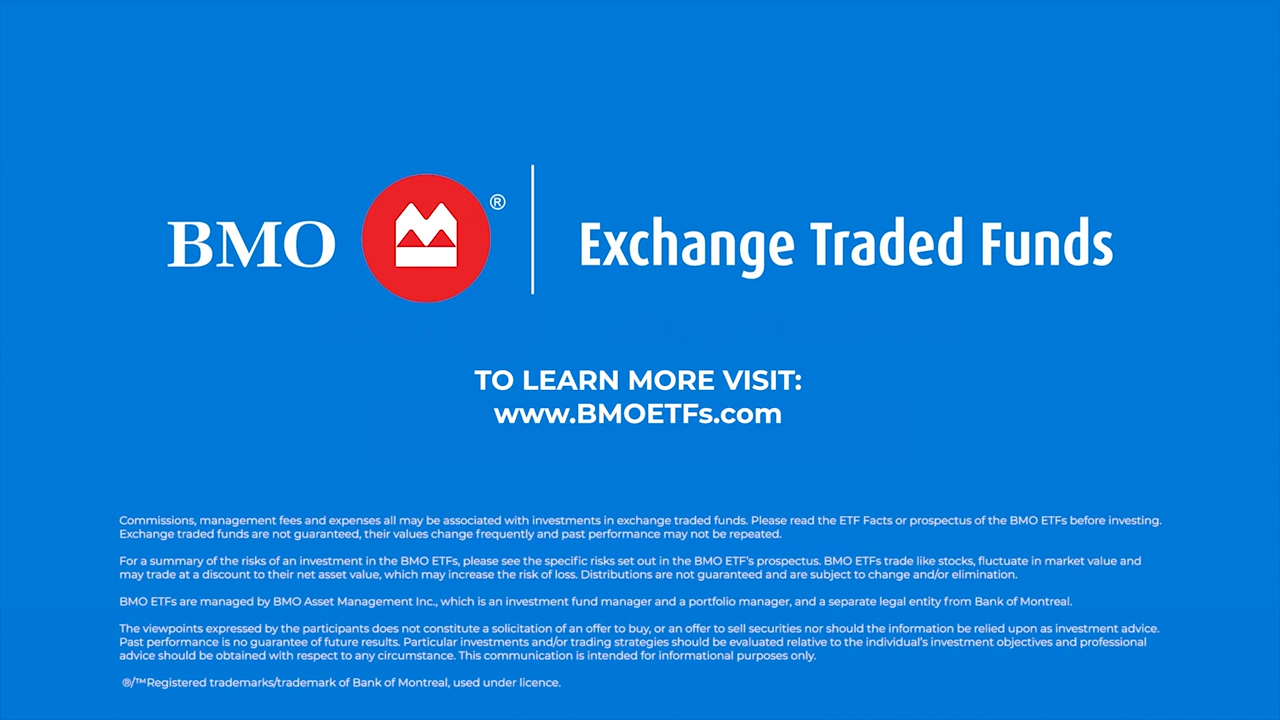 BMO ® Exchange Traded Funds
TO LEARN MORE VISIT:
www.BMOETFs.com
Commissions, management fees and expenses all may be associated with investments in exchange traded funds. Please read the ETF Facts or prospectus of the BMO ETFs before investing.
Exchange traded funds are not guaranteed, their values change frequently and past performance may not be repeated.
For a summary of the risks of an investment in the BMO ETFs, please see the specific risks set out in the BMO ETF's prospectus. BMO ETFs trade like stocks, fluctuate in market value and
may trade at a discount to their net asset value, which may increase the risk of loss. Distributions are not guaranteed and are subject to change and/or elimination.
BMO ETFs are managed by BMO Asset Management Inc., which is an investment fund manager and a portfolio manager, and a separate legal entity from Bank of Montreal.
The viewpoints expressed by the participants does not constitute a solicitation of an offer to buy, or an offer to sell securities nor should the information be relied upon as investment advice.
Past performance is no guarantee of future results. Particular investments and/or trading strategies should be evaluated relative to the individual's investment objectives and professional
advice should be obtained with respect to any circumstance. This communication is intended for informational purposes only.
®/™Registered trademarks/trademark of Bank of Montreal, used under licence.